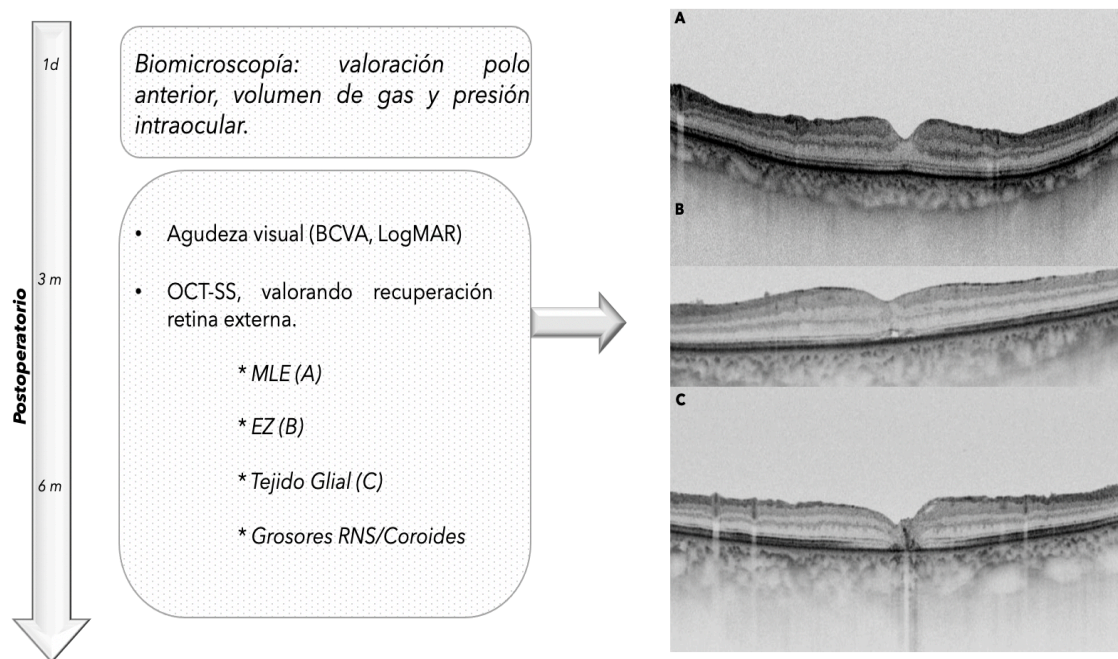 Postoperatorio
1d
3 m
6 m
Biomicroscopía: valoración polo
anterior, volumen de gas y presión
intraocular.
• Agudeza visual (BCVA, LogMAR)
• OCT-SS, valorando recuperación
retina externa.
* MLE (A)
* EZ (B)
* Tejido Glial (C)
* Grosores RNS/Coroides
A
B
C